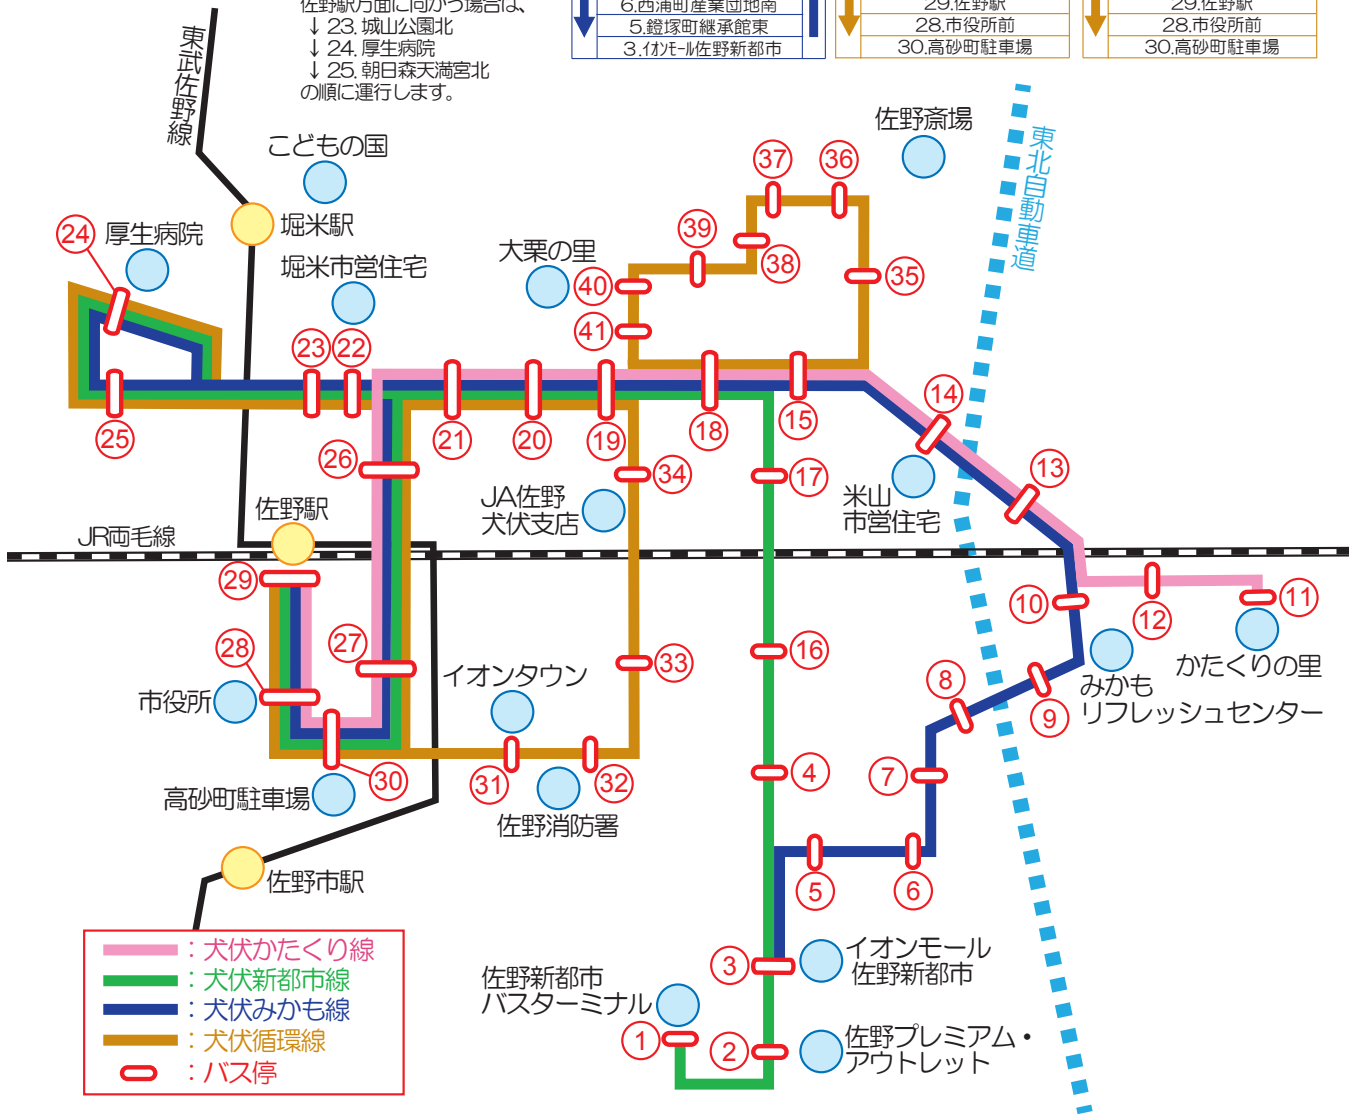 佐野駅方面に向かう場合は、
↓ 23. 城山公園北
↓ 24. 厚生病院
↓ 25. 朝日森天満宮北
の順に運行します。
6.西浦町産業団地南
5.鐙塚町継承館東
3.イオンモール佐野新都市
29.佐野駅
28.市役所前
30.高砂町駐車場
29.佐野駅
28.市役所前
30.高砂町駐車場
東武佐野線
こどもの国
堀米駅
24
厚生病院
堀米市営住宅
大栗の里
佐野斎場
東北自動車道
37
36
39
38
35
40
41
23
22
25
21
20
19
18
15
14
26
34
17
13
JA佐野
犬伏支店
米山
市営住宅
佐野駅
JR両毛線
29
10
12
11
28
27
16
33
かたくりの里
みかも
リフレッシュセンター
市役所
イオンタウン
8
9
30
31
32
4
7
高砂町駐車場
佐野消防署
佐野市駅
5
6
3
イオンモール
佐野新都市
佐野新都市
バスターミナル
1
2
佐野プレミアム・
アウトレット
：犬伏かたくり線
：犬伏新都市線
：犬伏みかも線
：犬伏循環線
：バス停